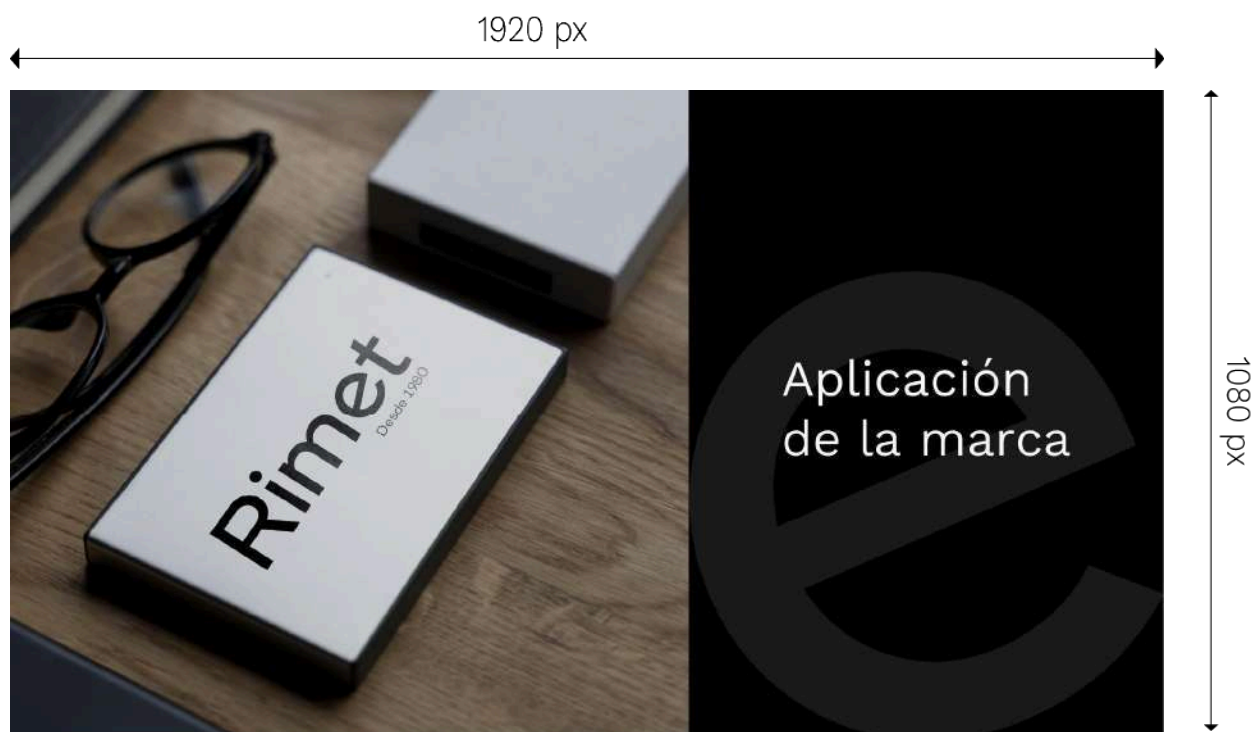 1920 px
Rimet
Desde 1980
Aplicación
de la marca
1080 px